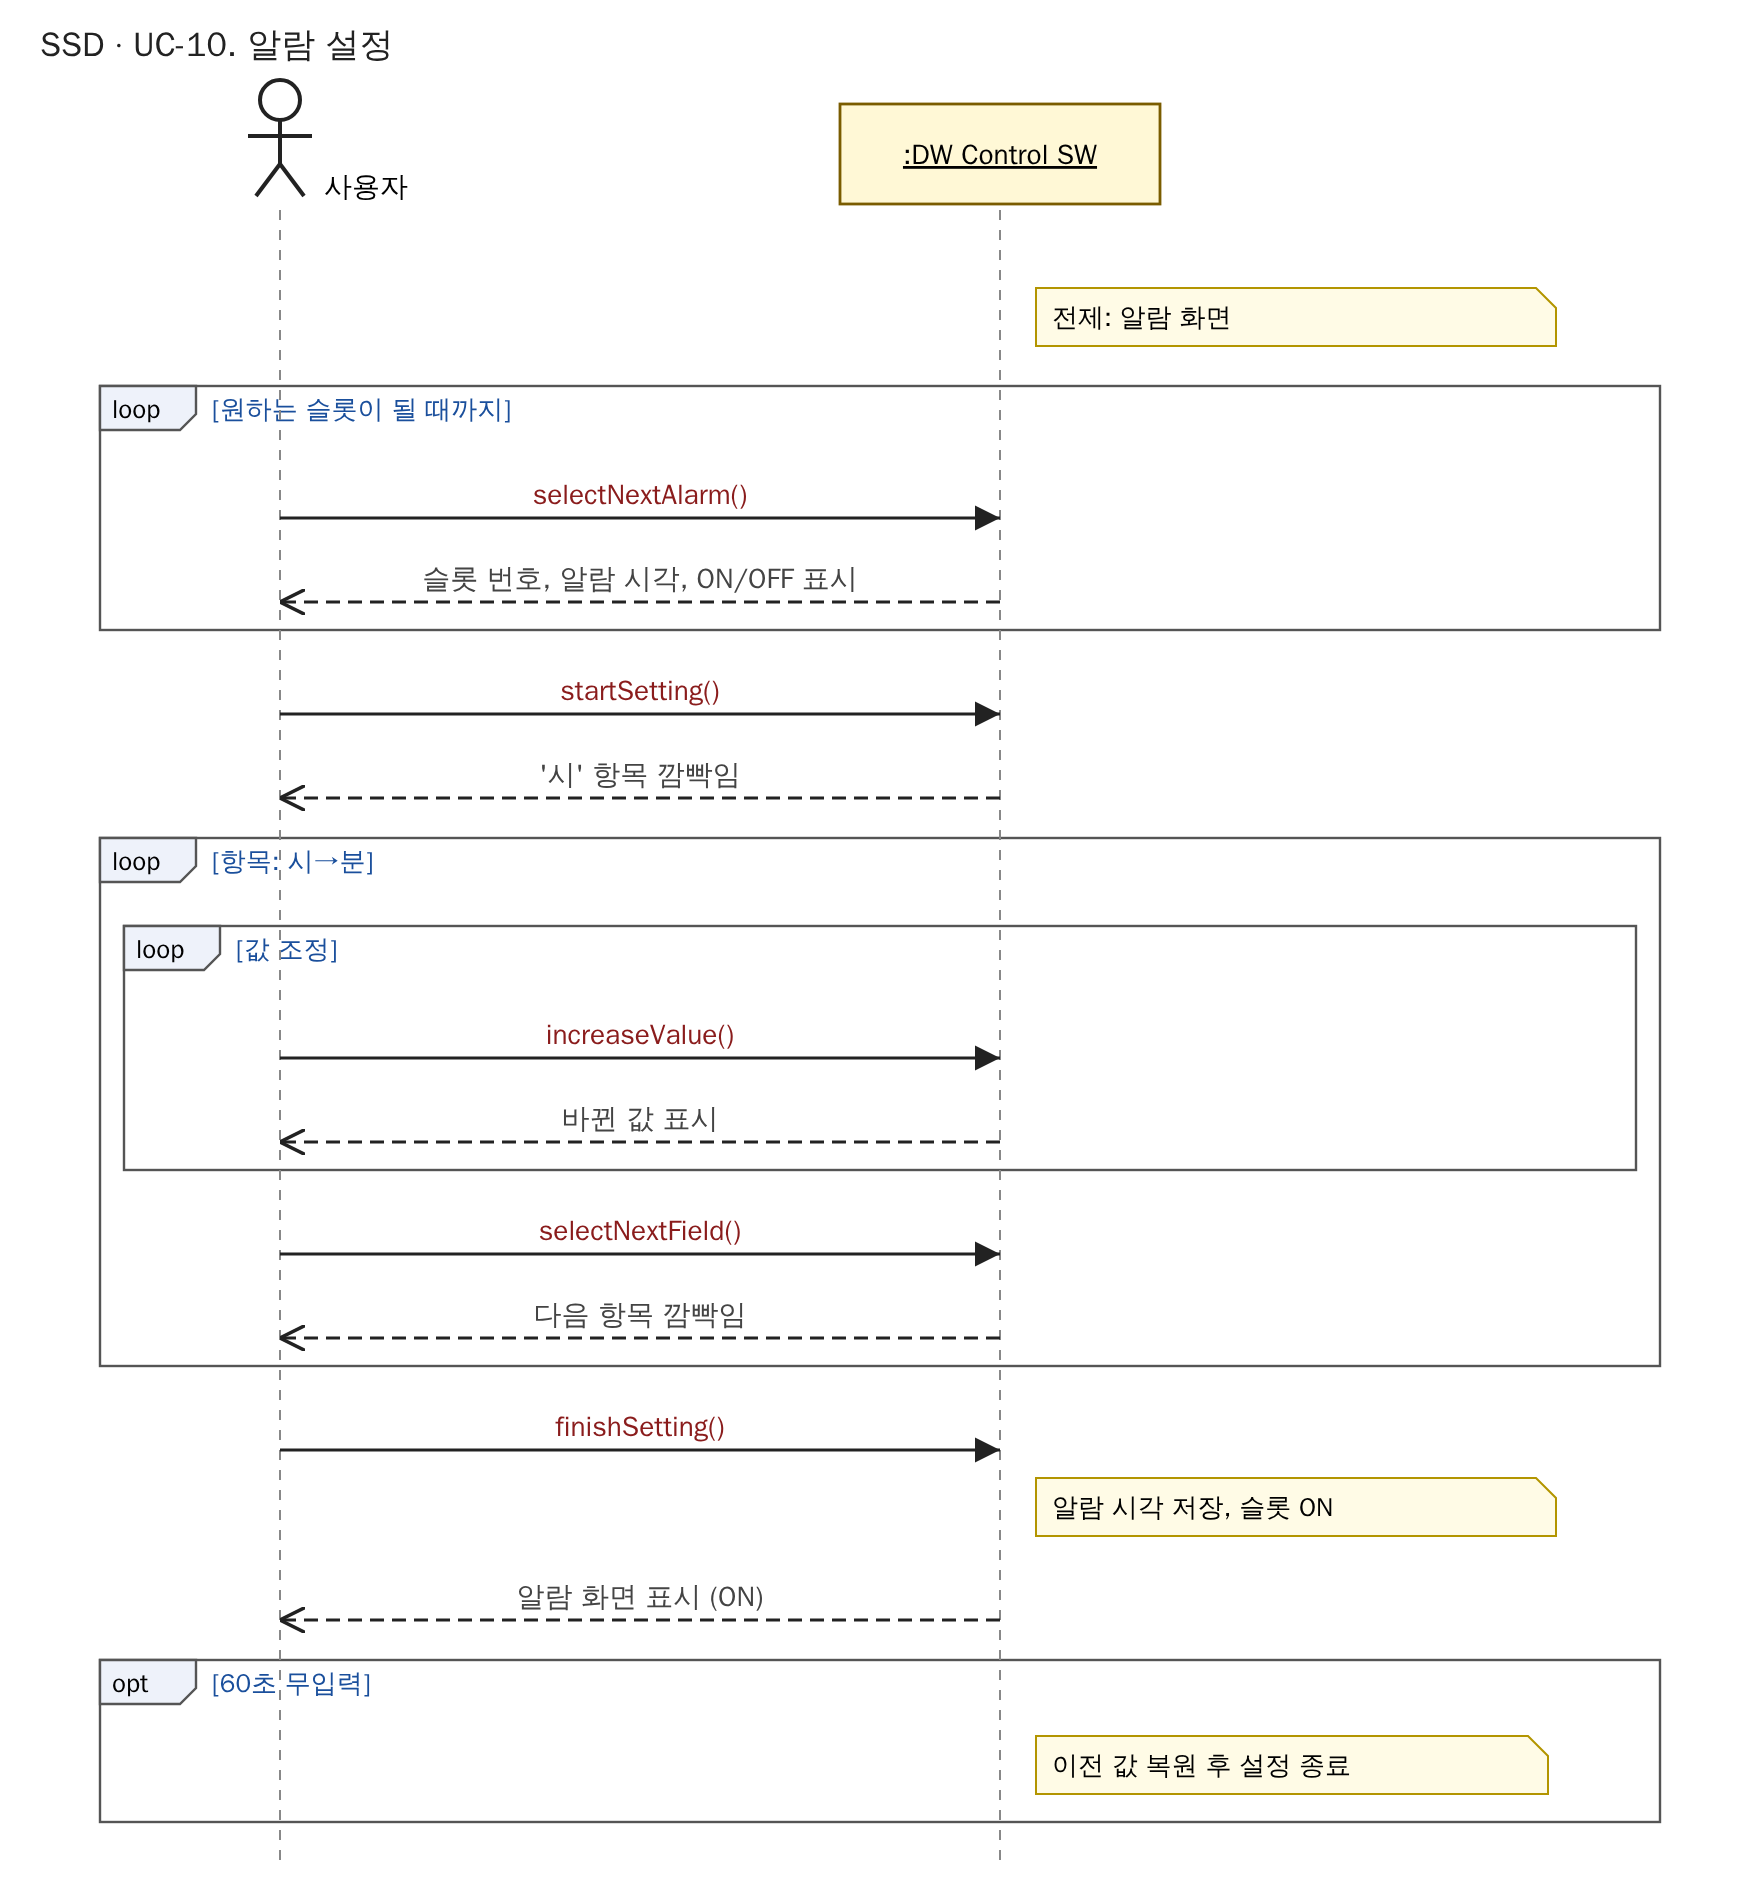 SSD · UC-10. 알람 설정
사용자
:DW Control SW
전제: 알람 화면
loop
[원하는 슬롯이 될 때까지]
selectNextAlarm()
슬롯 번호, 알람 시각, ON/OFF 표시
startSetting()
'시' 항목 깜빡임
loop
[항목: 시→분]
loop
[값 조정]
increaseValue()
바뀐 값 표시
selectNextField()
다음 항목 깜빡임
finishSetting()
알람 시각 저장, 슬롯 ON
알람 화면 표시 (ON)
opt
[60초 무입력]
이전 값 복원 후 설정 종료